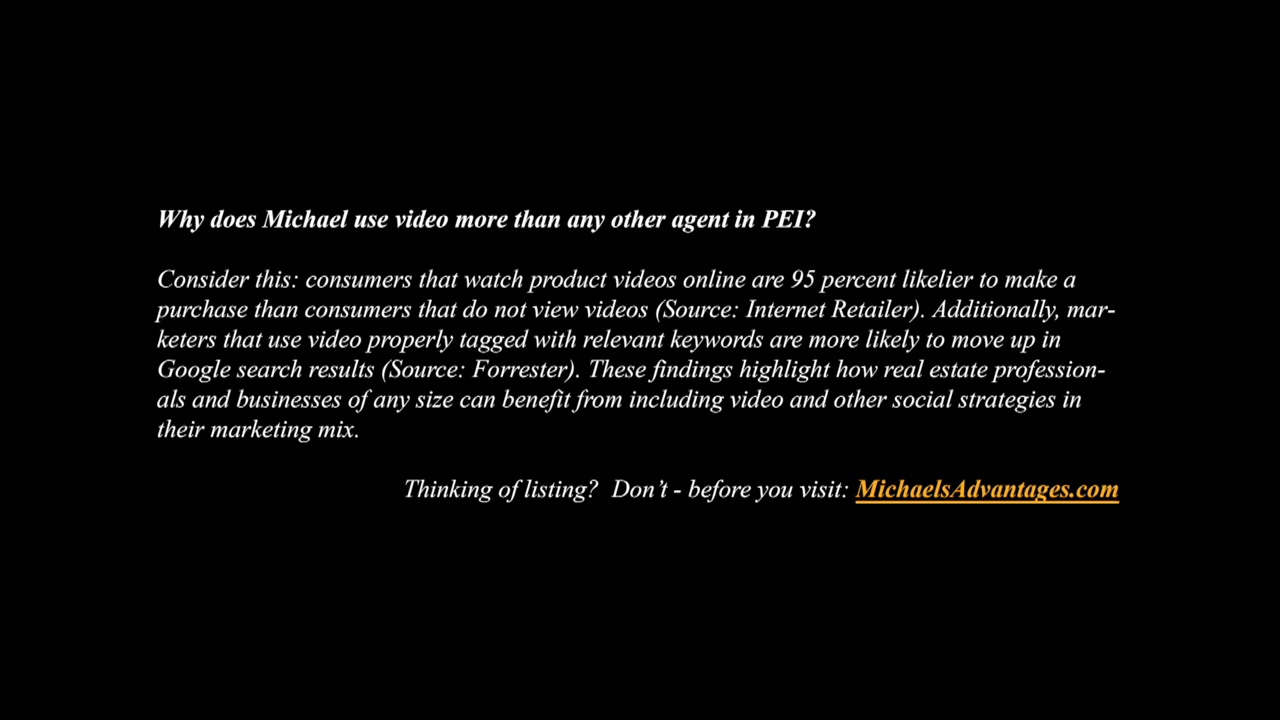 Why does Michael use video more than any other agent in PEI?
Consider this: consumers that watch product videos online are 95 percent likelier to make a
purchase than consumers that do not view videos (Source: Internet Retailer). Additionally, mar-
keters that use video properly tagged with relevant keywords are more likely to move up in
Google search results (Source: Forrester). These findings highlight how real estate profession-
als and businesses of any size can benefit from including video and other social strategies in
their marketing mix.
Thinking of listing?  Don’t - before you visit: MichaelsAdvantages.com